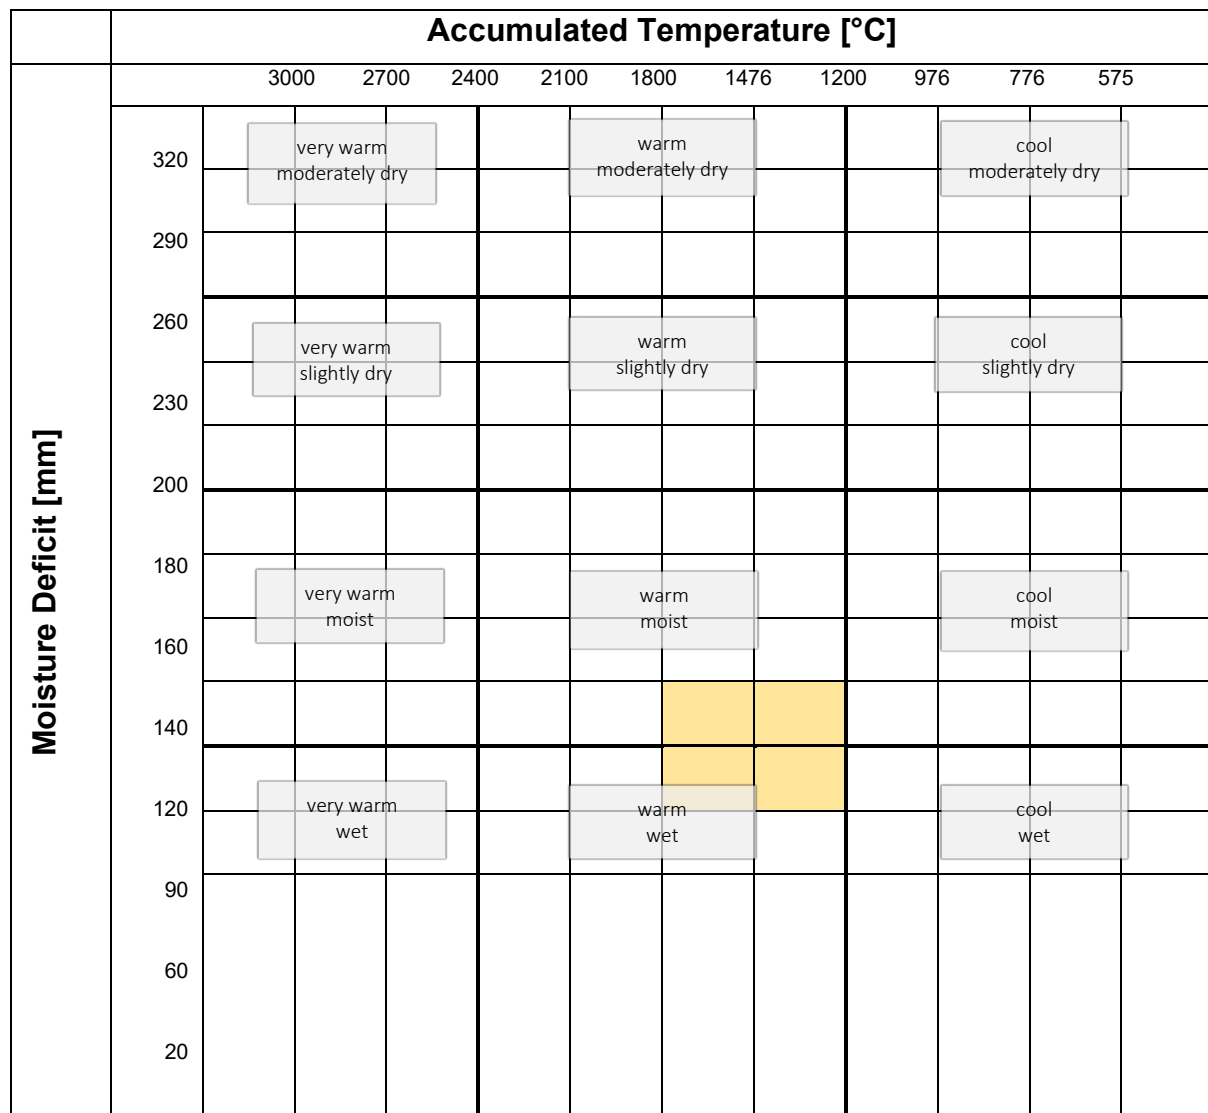 Accumulated Temperature [°C]
3000 2700 2400 2100 1800 1476 1200 976 776 575
Moisture Deficit [mm]
320
290
260
230
200
180
160
140
120
90
60
20
very warm
moderately dry
warm
moderately dry
cool
moderately dry
very warm
slightly dry
warm
slightly dry
cool
slightly dry
very warm
moist
warm
moist
cool
moist
very warm
wet
warm
wet
cool
wet